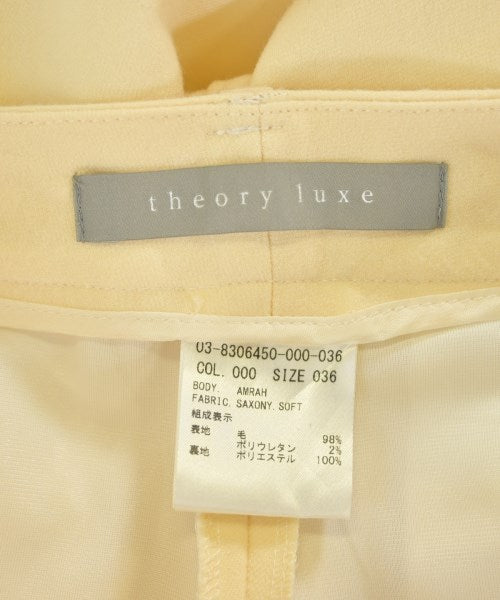 theory luxe
03-8306450-000-036
COL. 000 SIZE 036
BODY. AMRAH
FABRIC. SAXONY. SOFT
組成表示
表地 毛 98%
ポリウレタン 2%
裏地 ポリエステル 100%